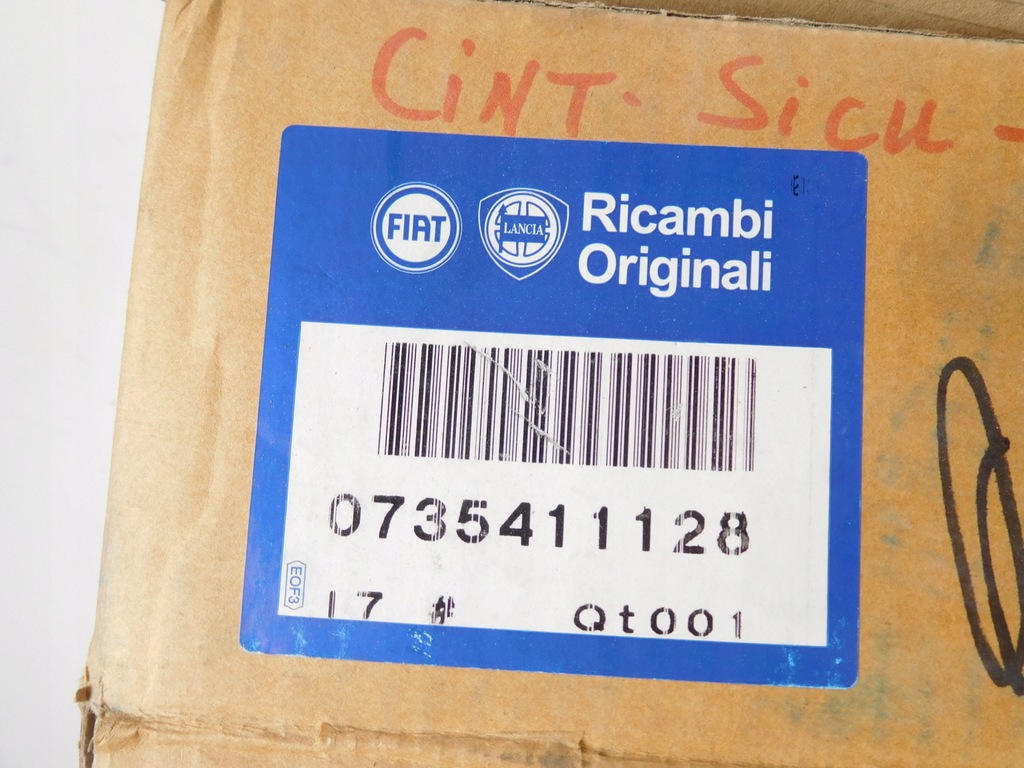 CINT. SICU -
FIAT LANCIA Ricambi
Originali
0735411128
EOF3
17 # Qt001